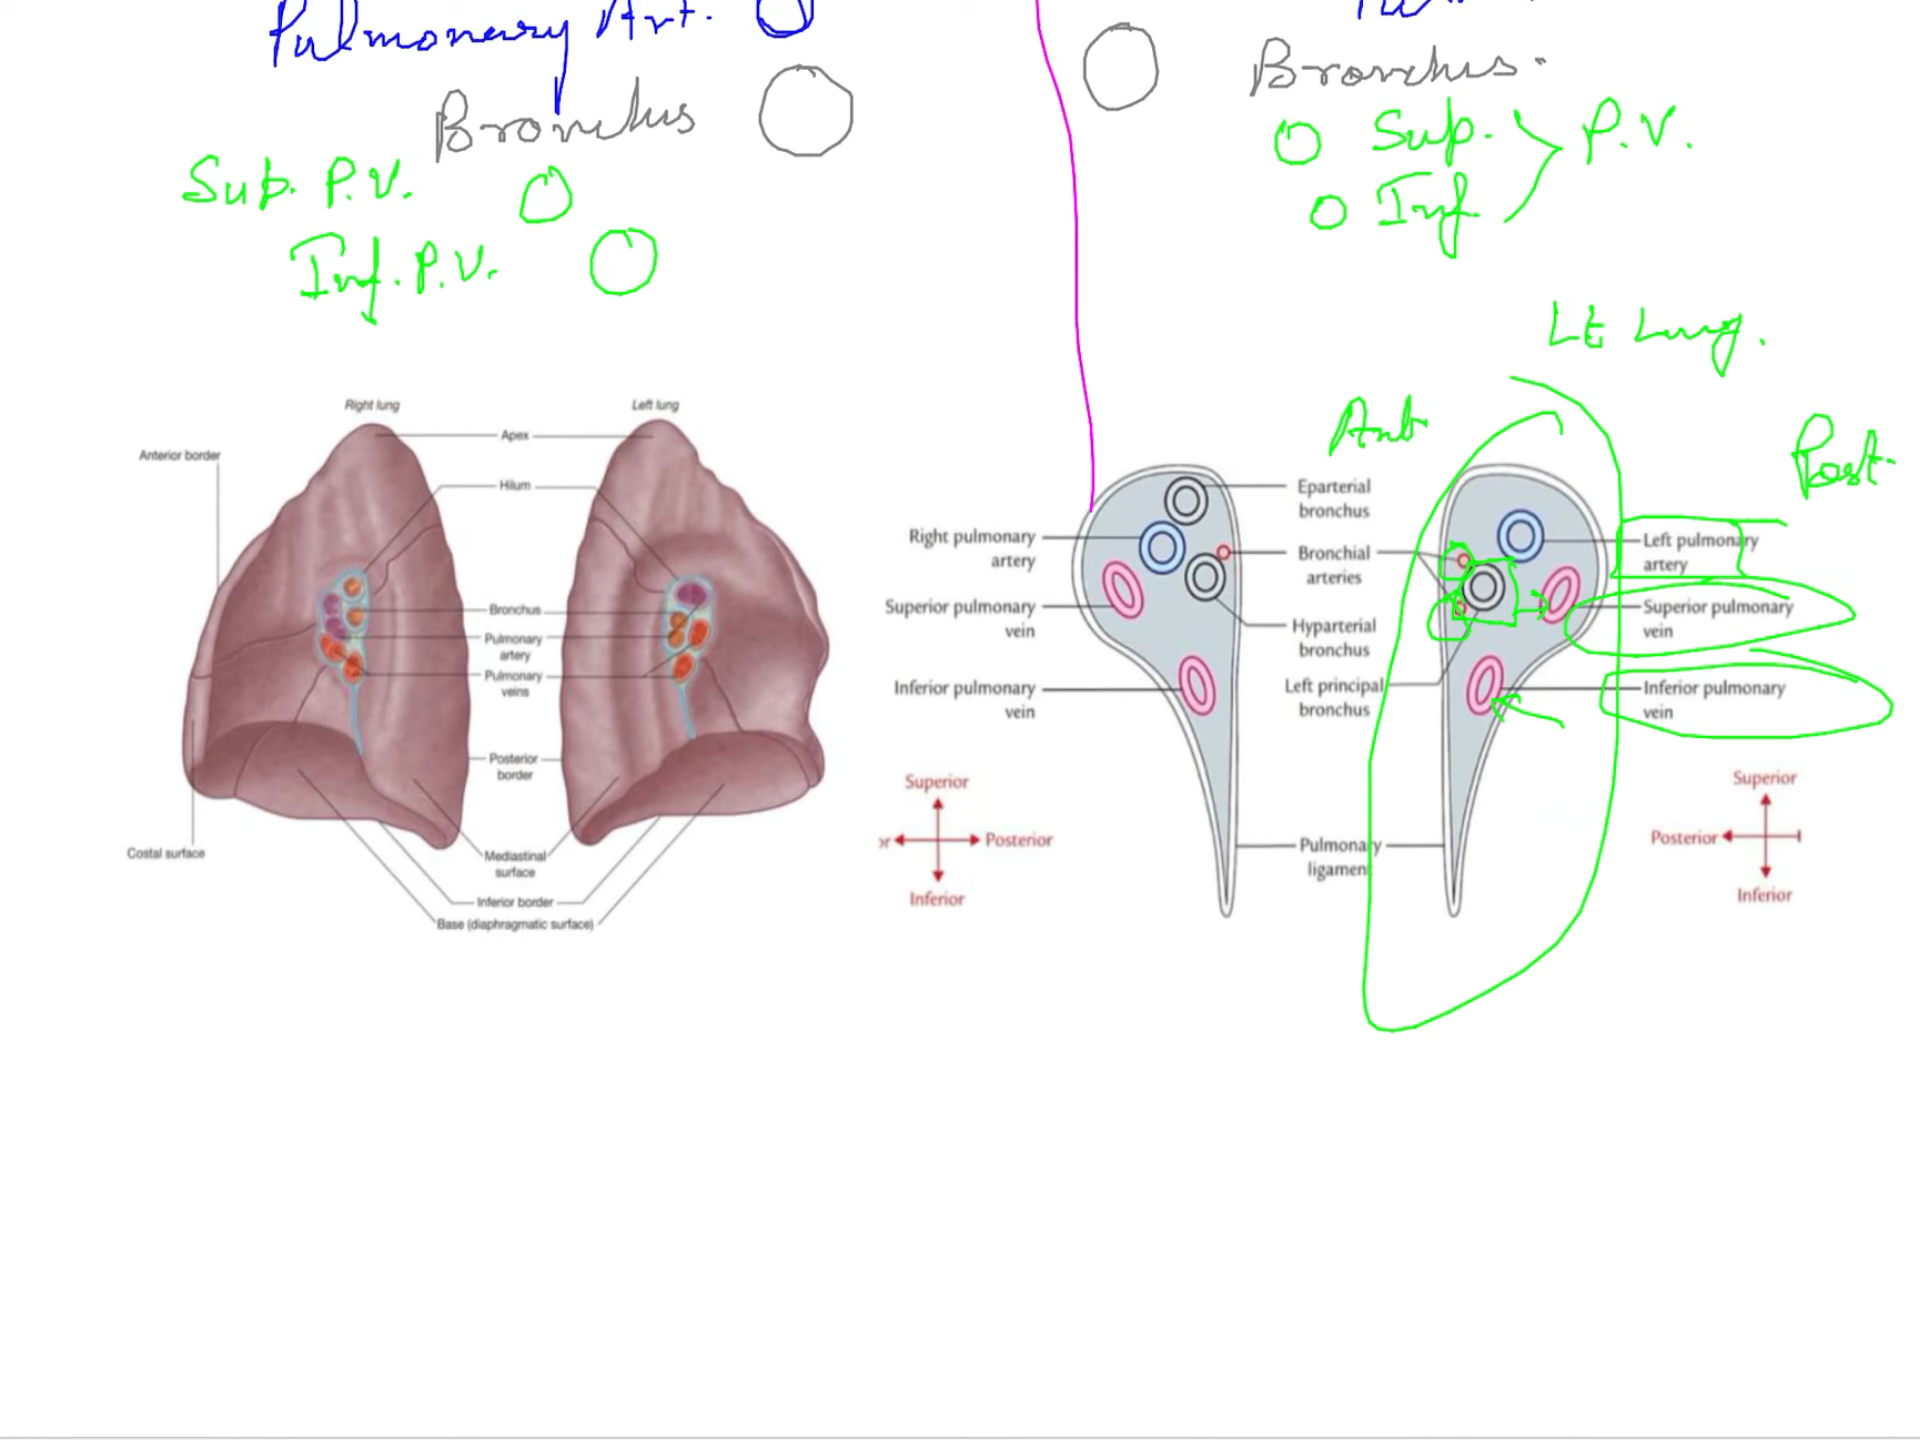 Pulmonary Art.
Bronchus
Bronchus.
Sup. P.V.
Sup.
P.V.
Inf.
Inf. P.V.
Lt Lung.
Ant
Post.
Right lung
Left lung
Anterior border
Apex
Hilum
Bronchus
Pulmonary
artery
Pulmonary
veins
Posterior
border
Costal surface
Mediastinal
surface
Inferior border
Base (diaphragmatic surface)
Right pulmonary
artery
Superior pulmonary
vein
Inferior pulmonary
vein
Eparterial
bronchus
Bronchial
arteries
Hyparterial
bronchus
Left principal
bronchus
Pulmonary
ligament
Left pulmonary
artery
Superior pulmonary
vein
Inferior pulmonary
vein
Superior
or
Posterior
Inferior
Superior
Posterior
Inferior